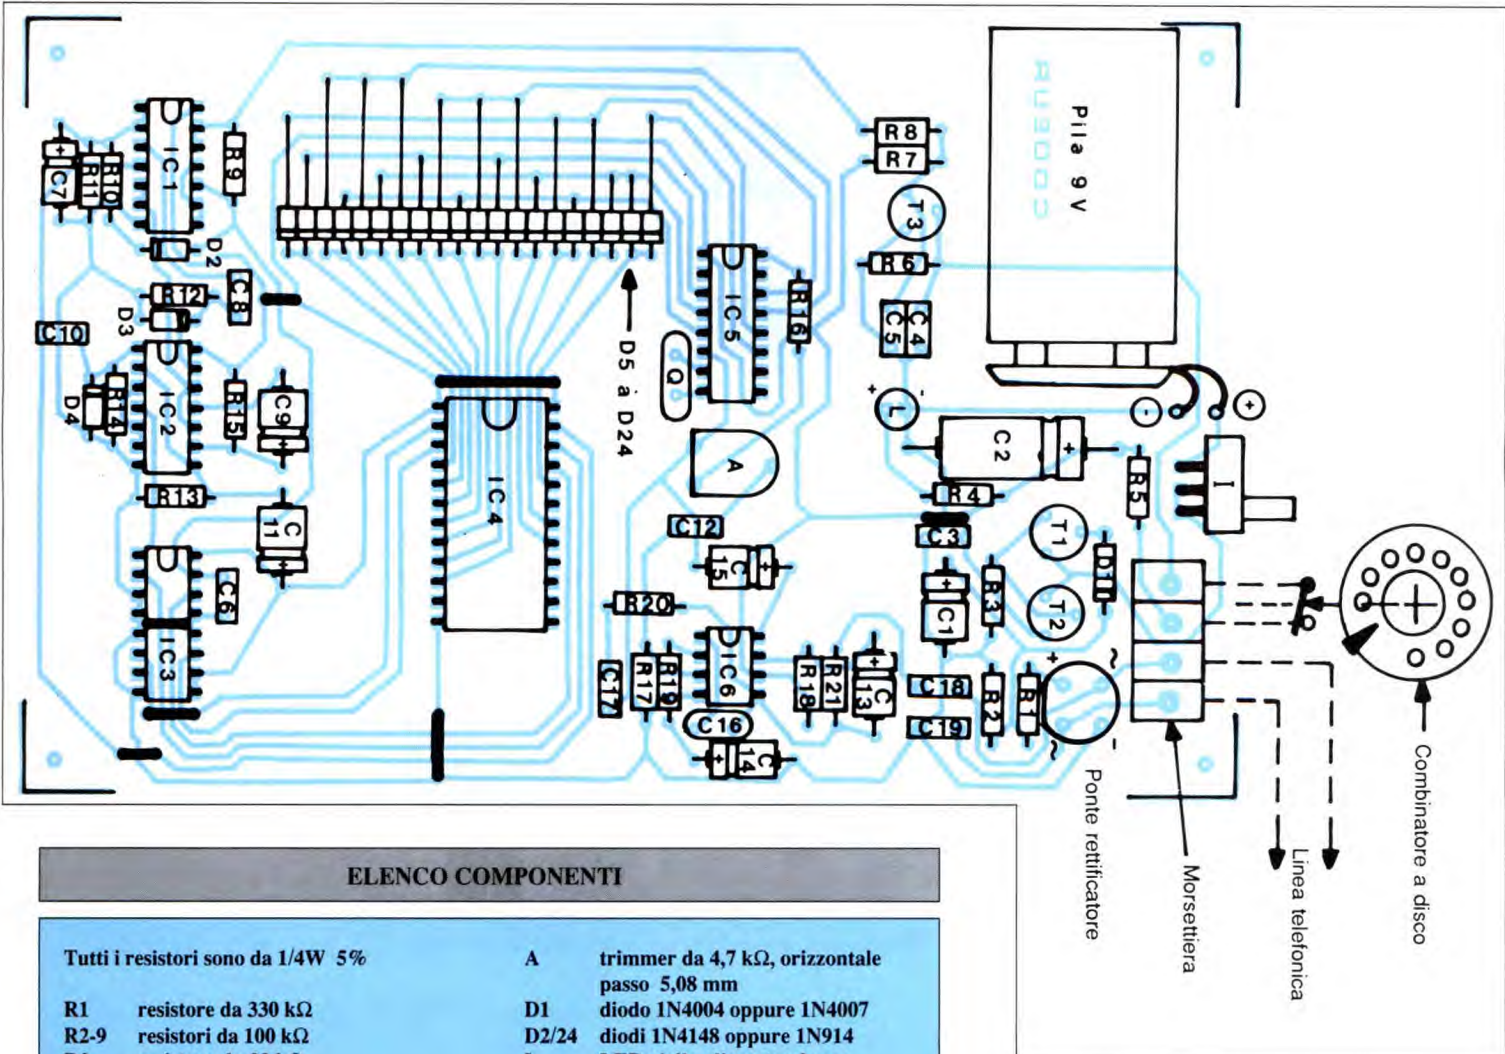 R8
R7
T3
R6
C4
C5
Pila 9 V
IC1
R9
C7
R11
R10
D2
R12
C8
D3
C10
IC2
R14
D4
R15
C9
R13
C
11
IC3
C6
IC4
D5 à D24
IC5
R16
Q
A
C12
C
15
R20
IC6
R17
R19
C17
C16
C
14
R18
R21
C
13
+
-
L
C2
+
-
+
R5
I
R4
C3
T1
D1
C1
R3
T2
C18
C19
R2
R1
+
~
~
-
Ponte rettificatore
Morsettiera
Linea telefonica
Combinatore a disco
ELENCO COMPONENTI
Tutti i resistori sono da 1/4W 5%
R1 resistore da 330 kΩ
R2-9 resistori da 100 kΩ
A trimmer da 4,7 kΩ, orizzontale
passo 5,08 mm
D1 diodo 1N4004 oppure 1N4007
D2/24 diodi 1N4148 oppure 1N914